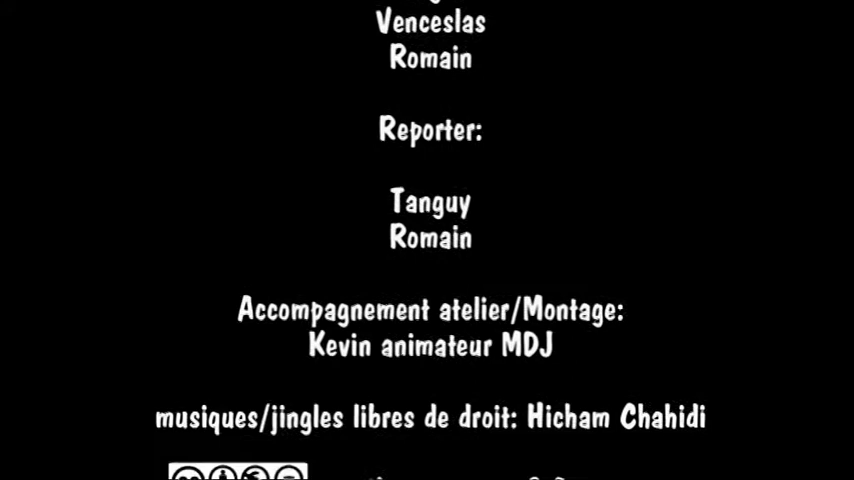 Venceslas
Romain
Reporter:
Tanguy
Romain
Accompagnement atelier/Montage:
Kevin animateur MDJ
musiques/jingles libres de droit: Hicham Chahidi